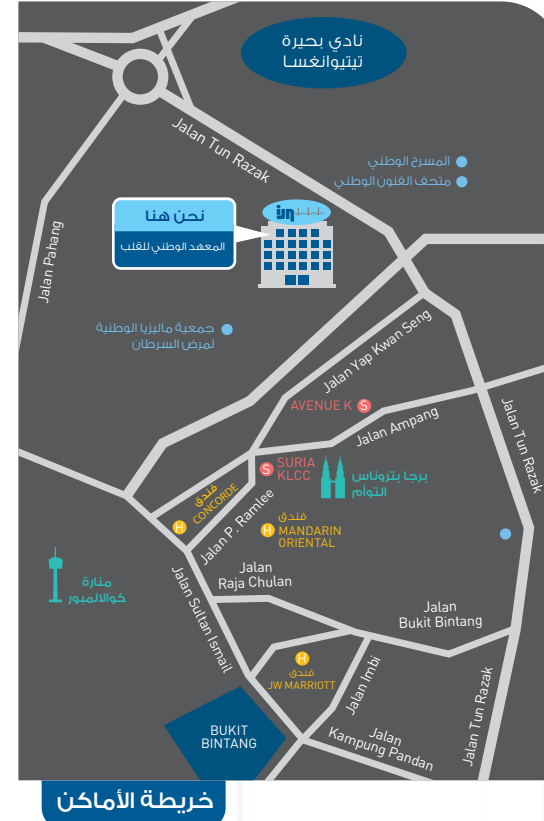 نادي بحيرة
تيتيوانغسا
Jalan Tun Razak
المسرح الوطني
متحف الفنون الوطني
نحن هنا
المعهد الوطني للقلب
ijn
Jalan Pahang
جمعية ماليزيا الوطنية
لمرض السرطان
Jalan Yap Kwan Seng
AVENUE K
S
Jalan Ampang
Jalan Tun Razak
S
SURIA
KLCC
برجا بتروناس
التوأم
فندق
CONCORDE
H
Jalan P. Ramlee
فندق
H
MANDARIN
ORIENTAL
منارة
كوالالمبور
Jalan
Raja Chulan
Jalan Sultan Ismail
Jalan
Bukit Bintang
H
فندق
JW MARRIOTT
Jalan Imbi
Jalan Tun Razak
BUKIT
BINTANG
Jalan
Kampung Pandan
خريطة الأماكن